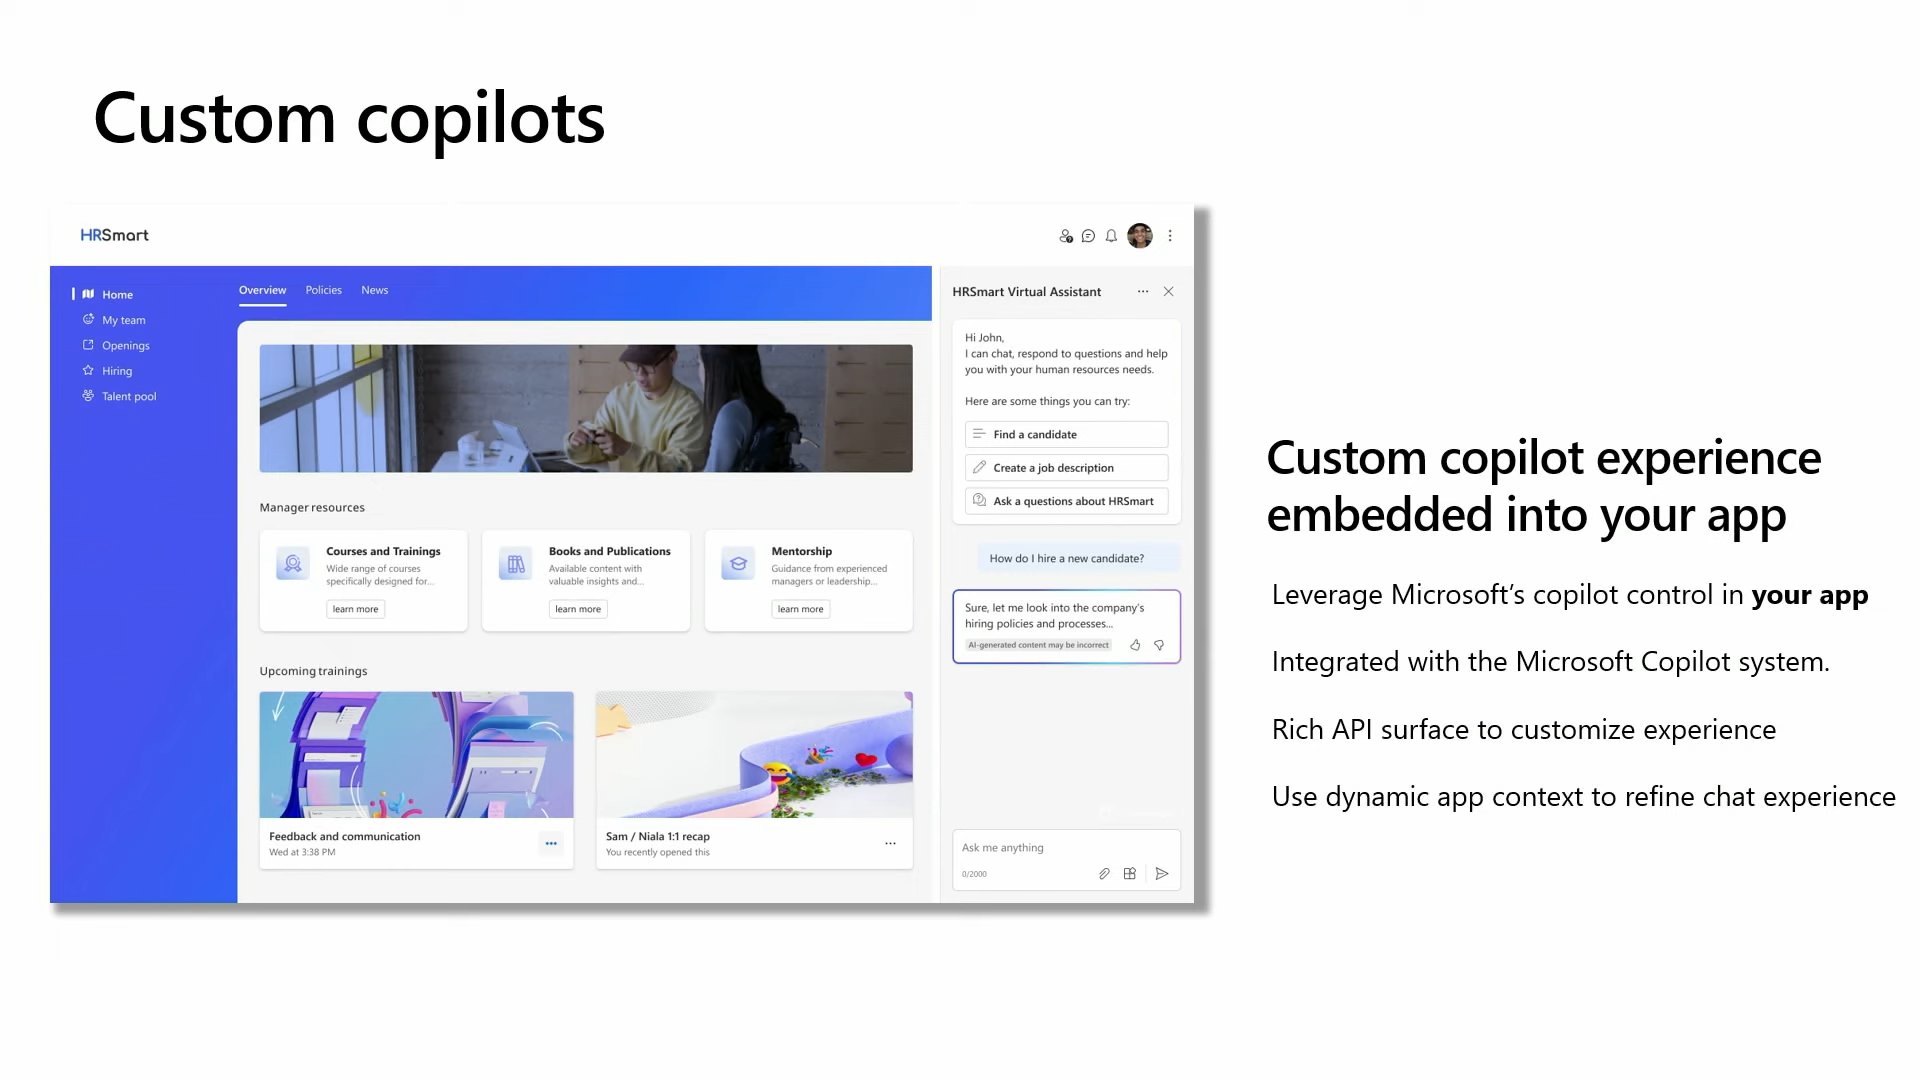 Custom copilots
HRSmart
Home
My team
Openings
Hiring
Talent pool
Overview
Policies
News
Manager resources
Courses and Trainings
Wide range of courses
specifically designed for...
learn more
Books and Publications
Available content with
valuable insights and...
learn more
Mentorship
Guidance from experienced
managers or leadership...
learn more
Upcoming trainings
Feedback and communication
Wed at 3:38 PM
Sam / Niala 1:1 recap
You recently opened this
HRSmart Virtual Assistant
Hi John,
I can chat, respond to questions and help
you with your human resources needs.
Here are some things you can try:
Find a candidate
Create a job description
Ask a questions about HRSmart
How do I hire a new candidate?
Sure, let me look into the company's
hiring policies and processes...
AI-generated content may be incorrect
Ask me anything
0/2000
Custom copilot experience
embedded into your app
Leverage Microsoft’s copilot control in your app
Integrated with the Microsoft Copilot system.
Rich API surface to customize experience
Use dynamic app context to refine chat experience